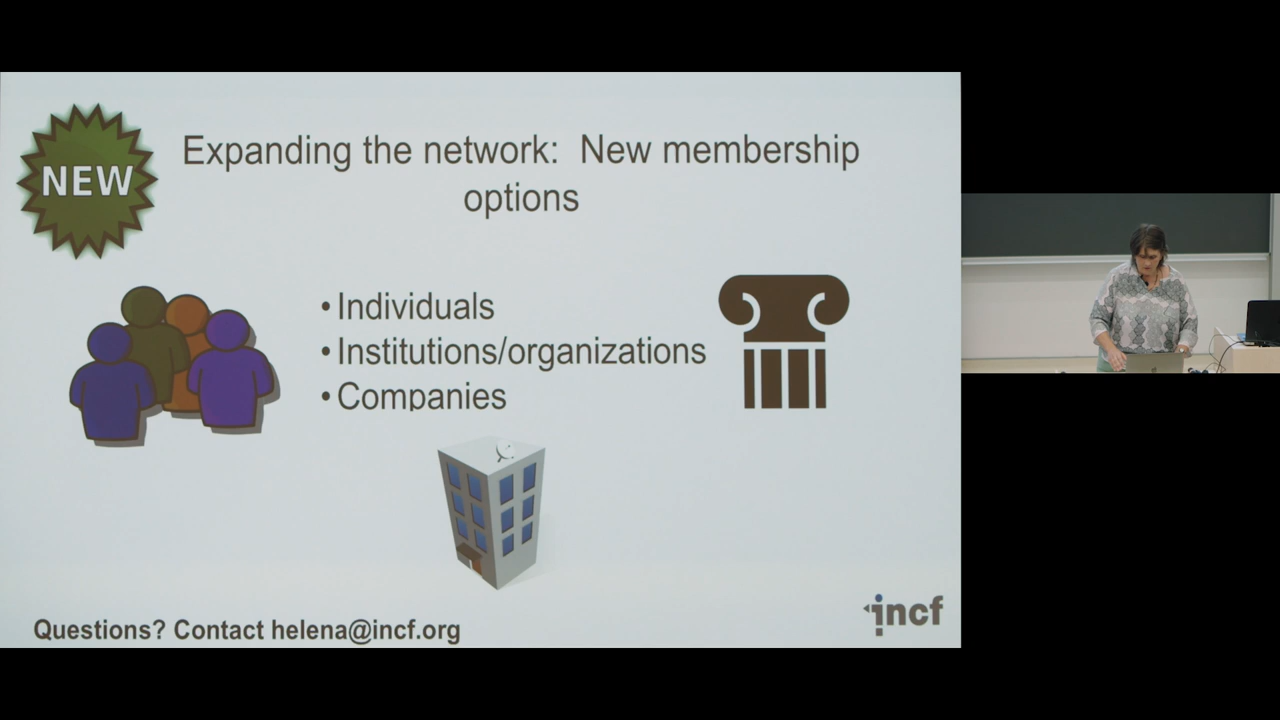 NEW
Expanding the network: New membership
options
• Individuals
• Institutions/organizations
• Companies
Questions? Contact helena@incf.org
incf